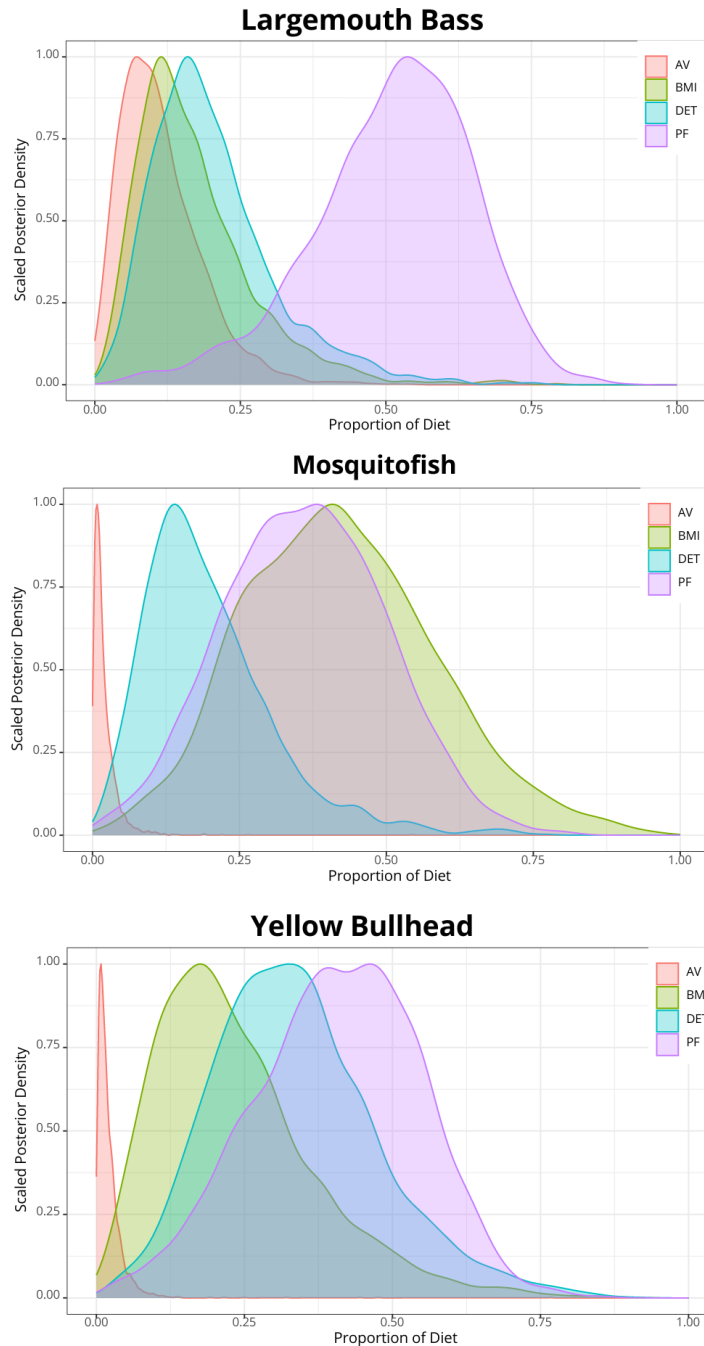 Largemouth Bass
1.00
0.75
0.50
0.25
0.00
Scaled Posterior Density
0.00 0.25 0.50 0.75 1.00
Proportion of Diet
AV
BMI
DET
PF
Mosquitofish
1.00
0.75
0.50
0.25
0.00
Scaled Posterior Density
0.00 0.25 0.50 0.75 1.00
Proportion of Diet
AV
BMI
DET
PF
Yellow Bullhead
1.00
0.75
0.50
0.25
0.00
Scaled Posterior Density
0.00 0.25 0.50 0.75 1.00
Proportion of Diet
AV
BM
DET
PF